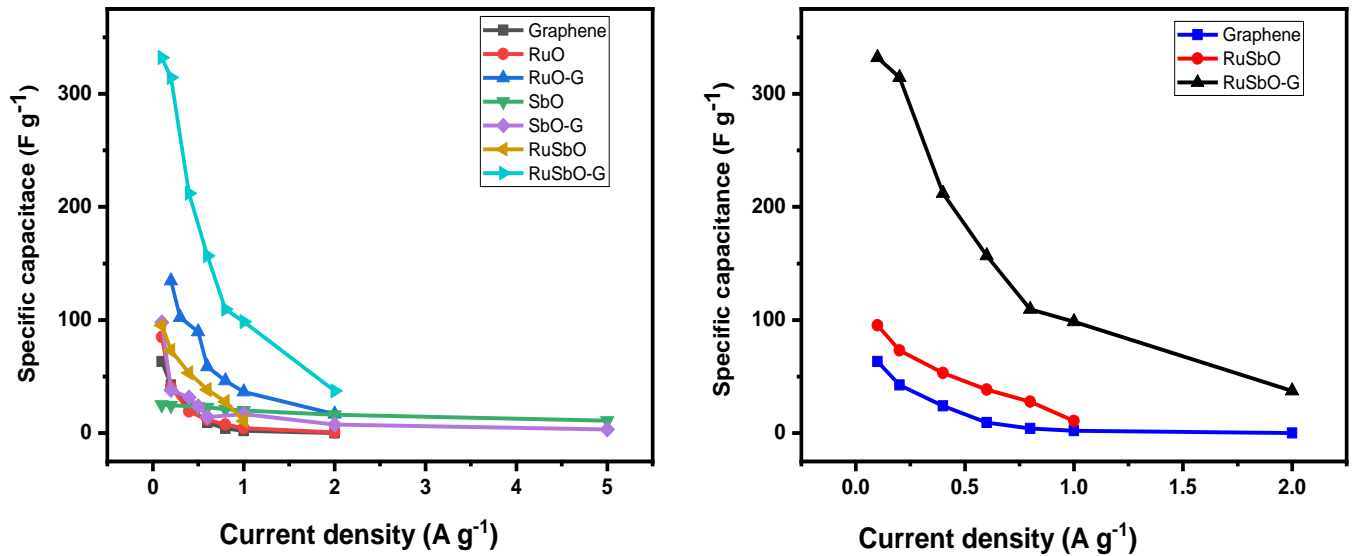 Specific capacitace (F g⁻¹)
300
200
100
0
0
1
2
3
4
5
Current density (A g⁻¹)
Graphene
RuO
RuO-G
SbO
SbO-G
RuSbO
RuSbO-G
Specific capacitance (F g⁻¹)
300
200
100
0
0.0
0.5
1.0
1.5
2.0
Current density (A g⁻¹)
Graphene
RuSbO
RuSbO-G